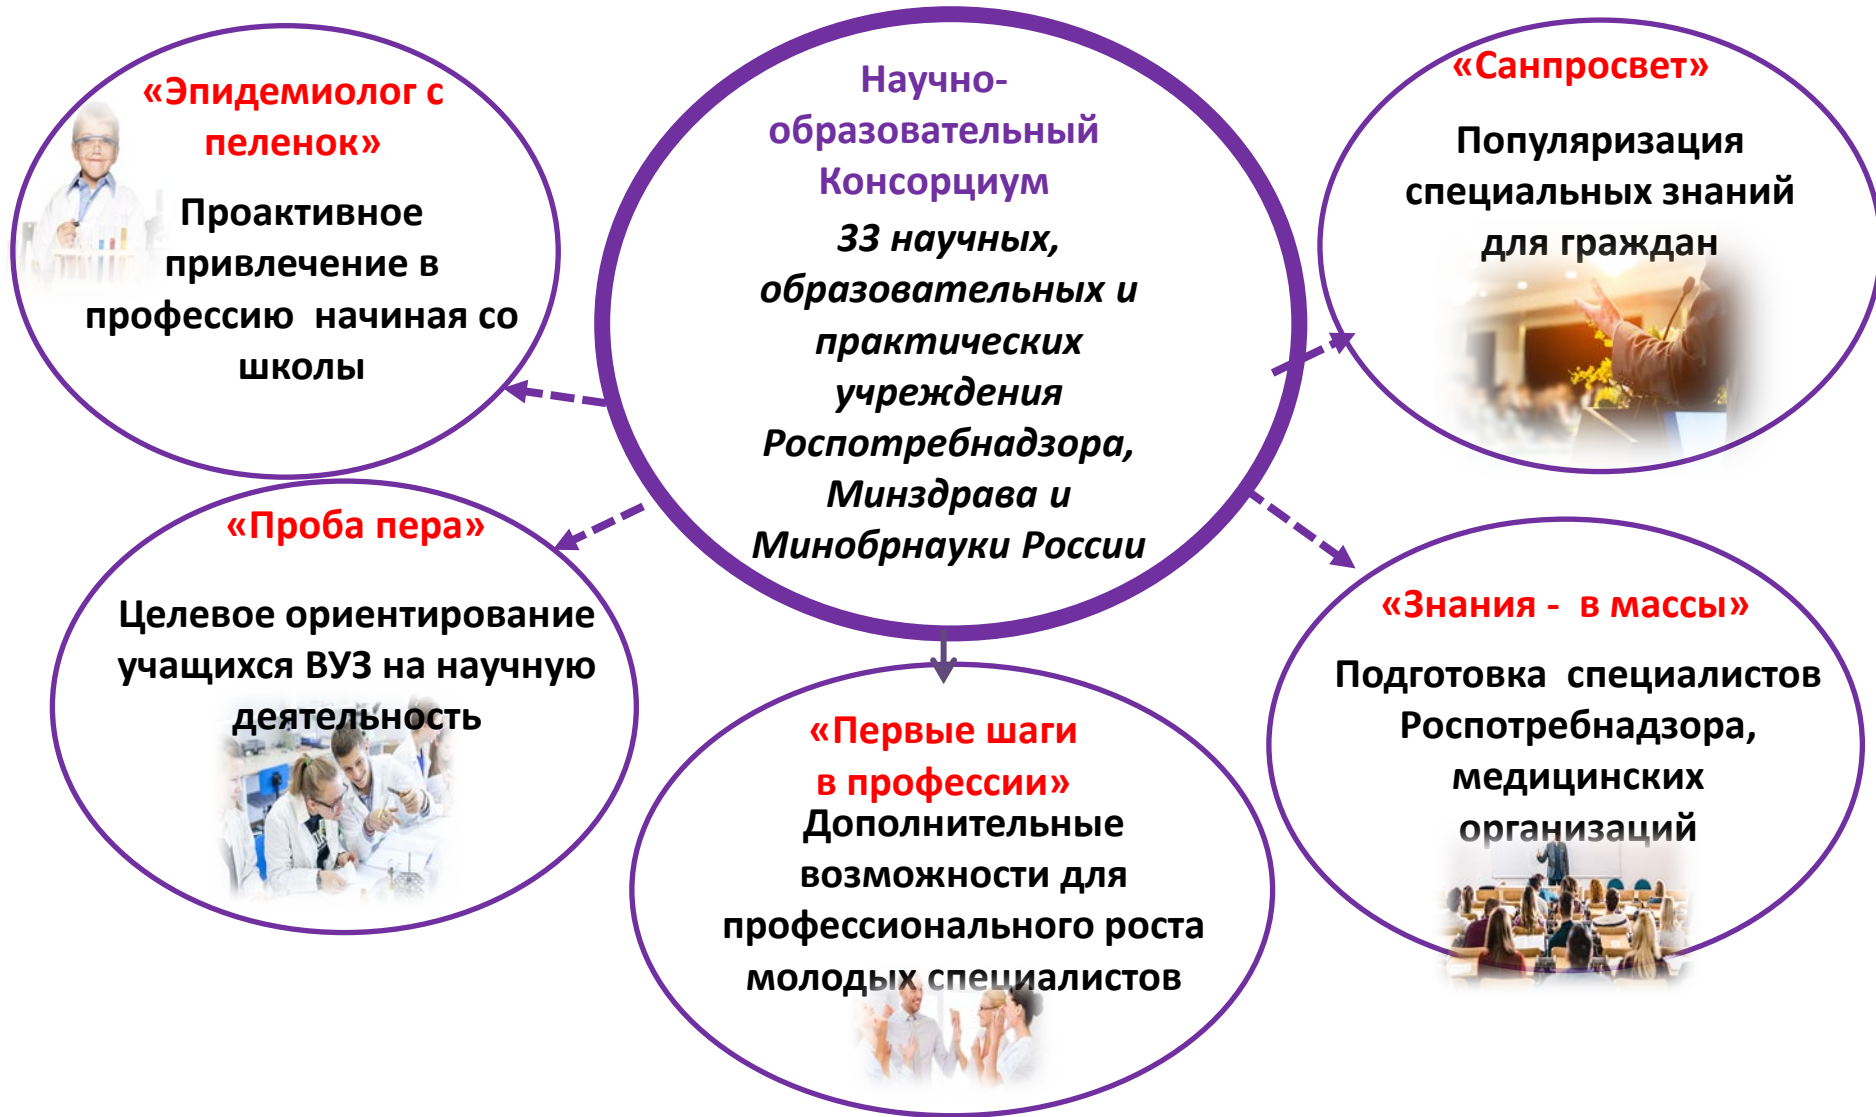 «Эпидемиолог с
пеленок»
Проактивное
привлечение в
профессию  начиная со
школы
Научно-
образовательный
Консорциум
33 научных,
образовательных и
практических
учреждения
Роспотребнадзора,
Минздрава и
Минобрнауки России
«Санпросвет»
Популяризация
специальных знаний
для граждан
«Проба пера»
Целевое ориентирование
учащихся ВУЗ на научную
деятельность
«Первые шаги
в профессии»
Дополнительные
возможности для
профессионального роста
молодых специалистов
«Знания -  в массы»
Подготовка  специалистов
Роспотребнадзора,
медицинских
организаций